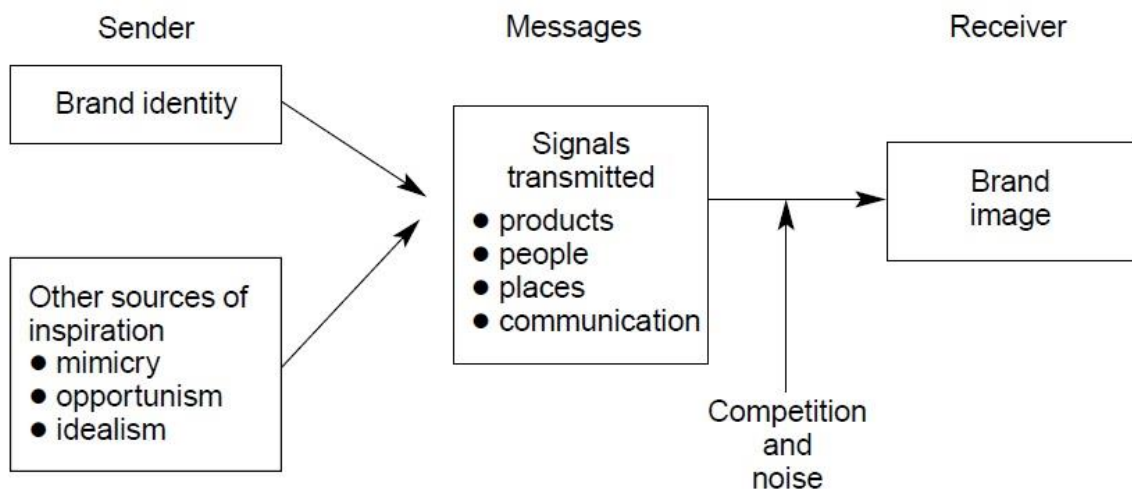 Sender
Messages
Receiver
Brand identity
Other sources of
inspiration
● mimicry
● opportunism
● idealism
Signals
transmitted
● products
● people
● places
● communication
Competition
and
noise
Brand
image